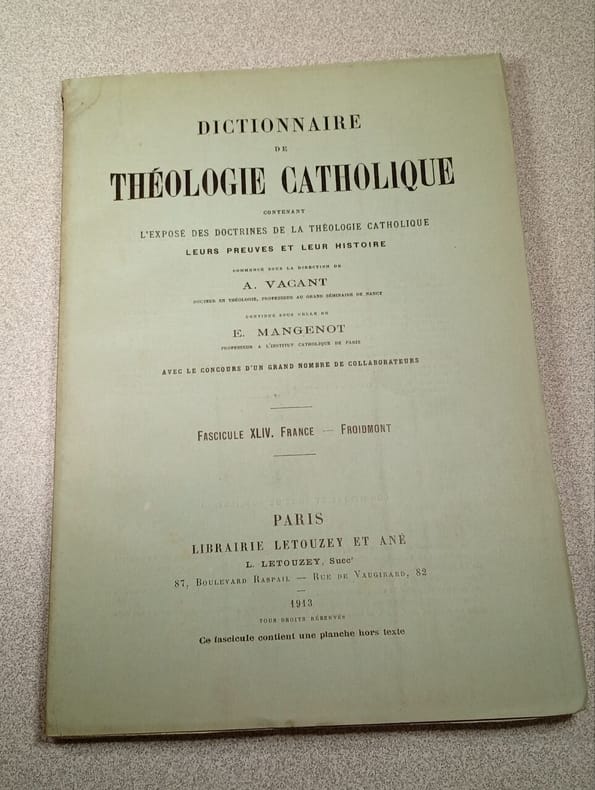 DICTIONNAIRE
DE
THÉOLOGIE CATHOLIQUE
CONTENANT
L'EXPOSÉ DES DOCTRINES DE LA THÉOLOGIE CATHOLIQUE
LEURS PREUVES ET LEUR HISTOIRE
COMMENCÉ SOUS LA DIRECTION DE
A. VACANT
DOCTEUR EN THÉOLOGIE, PROFESSEUR AU GRAND SÉMINAIRE DE NANCY
CONTINUÉ SOUS CELLE DE
E. MANGENOT
PROFESSEUR A L'INSTITUT CATHOLIQUE DE PARIS
AVEC LE CONCOURS D'UN GRAND NOMBRE DE COLLABORATEURS
FASCICULE XLIV. FRANCE — FROIDMONT
PARIS
LIBRAIRIE LETOUZEY ET ANÉ
L. LETOUZEY, Succr
87, BOULEVARD RASPAIL — RUE DE VAUGIRARD, 82
1913
TOUS DROITS RÉSERVÉS
Ce fascicule contient une planche hors texte